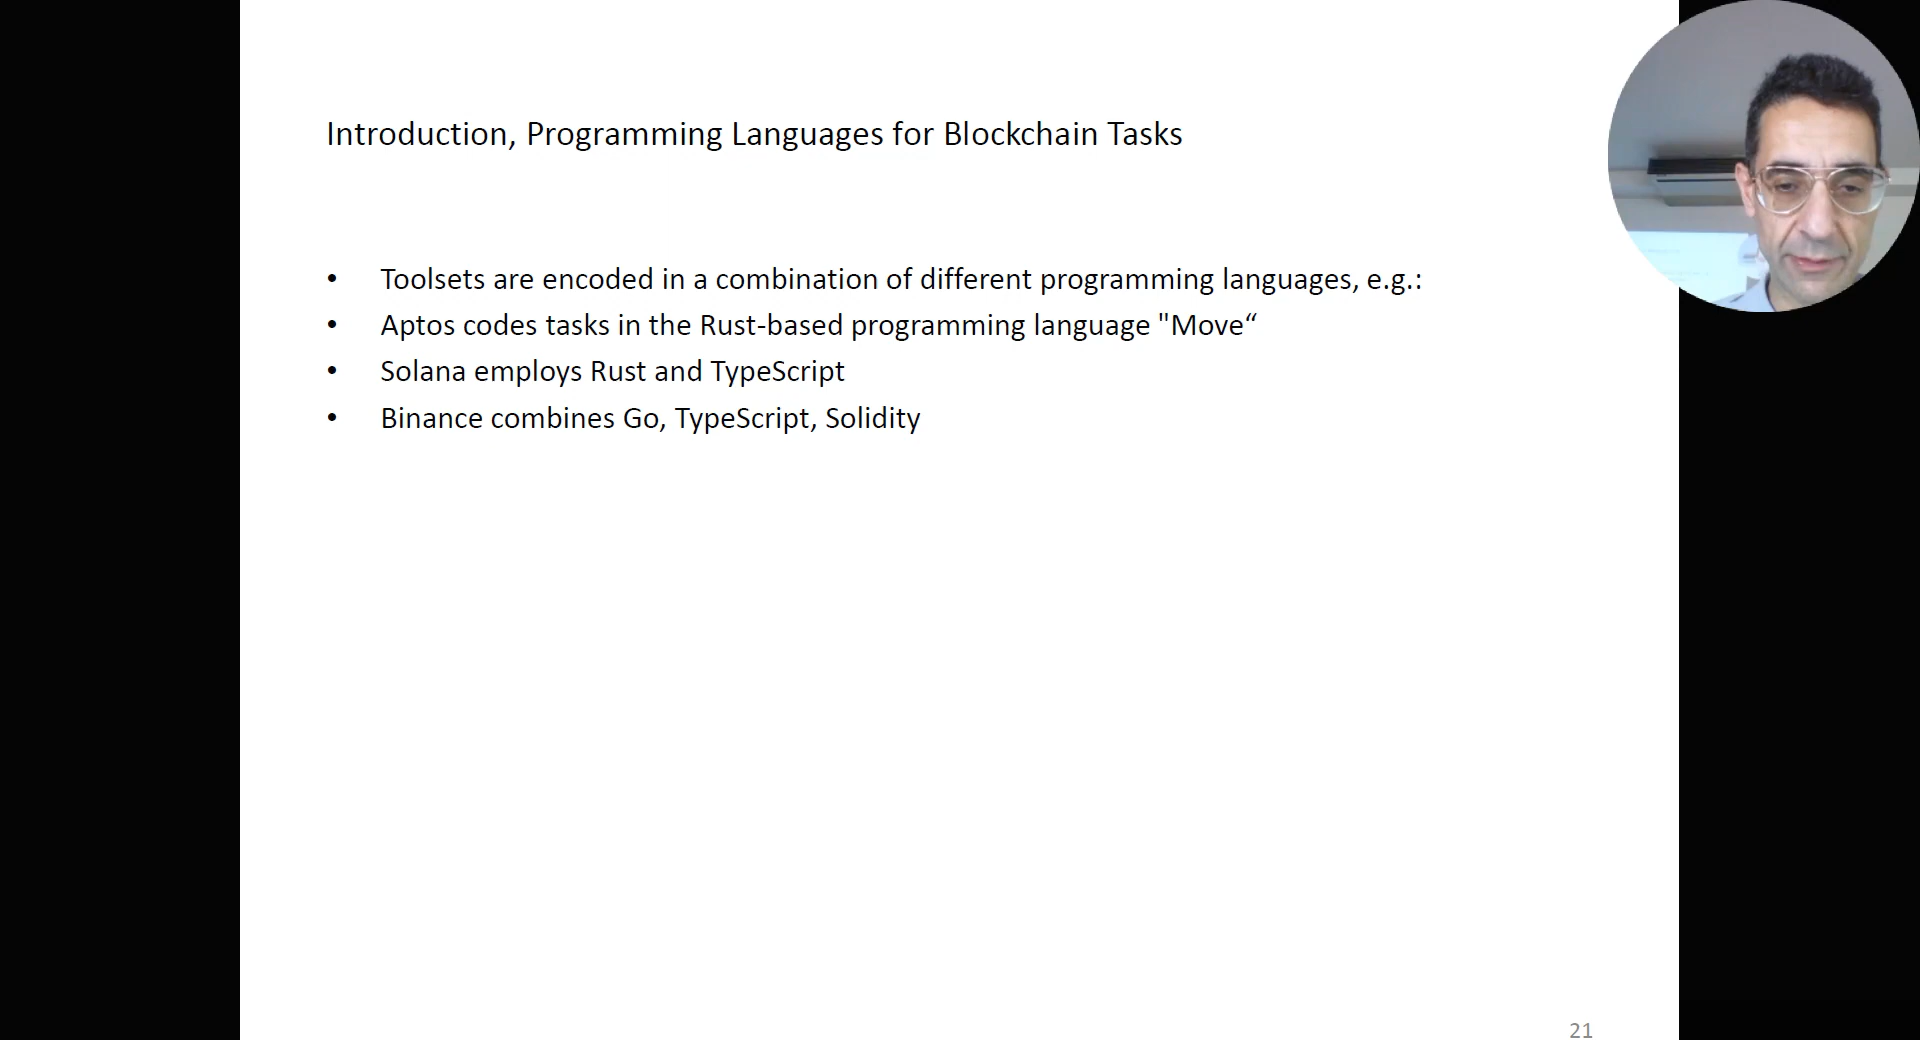 Introduction, Programming Languages for Blockchain Tasks
• Toolsets are encoded in a combination of different programming languages, e.g.:
• Aptos codes tasks in the Rust-based programming language "Move“
• Solana employs Rust and TypeScript
• Binance combines Go, TypeScript, Solidity
21